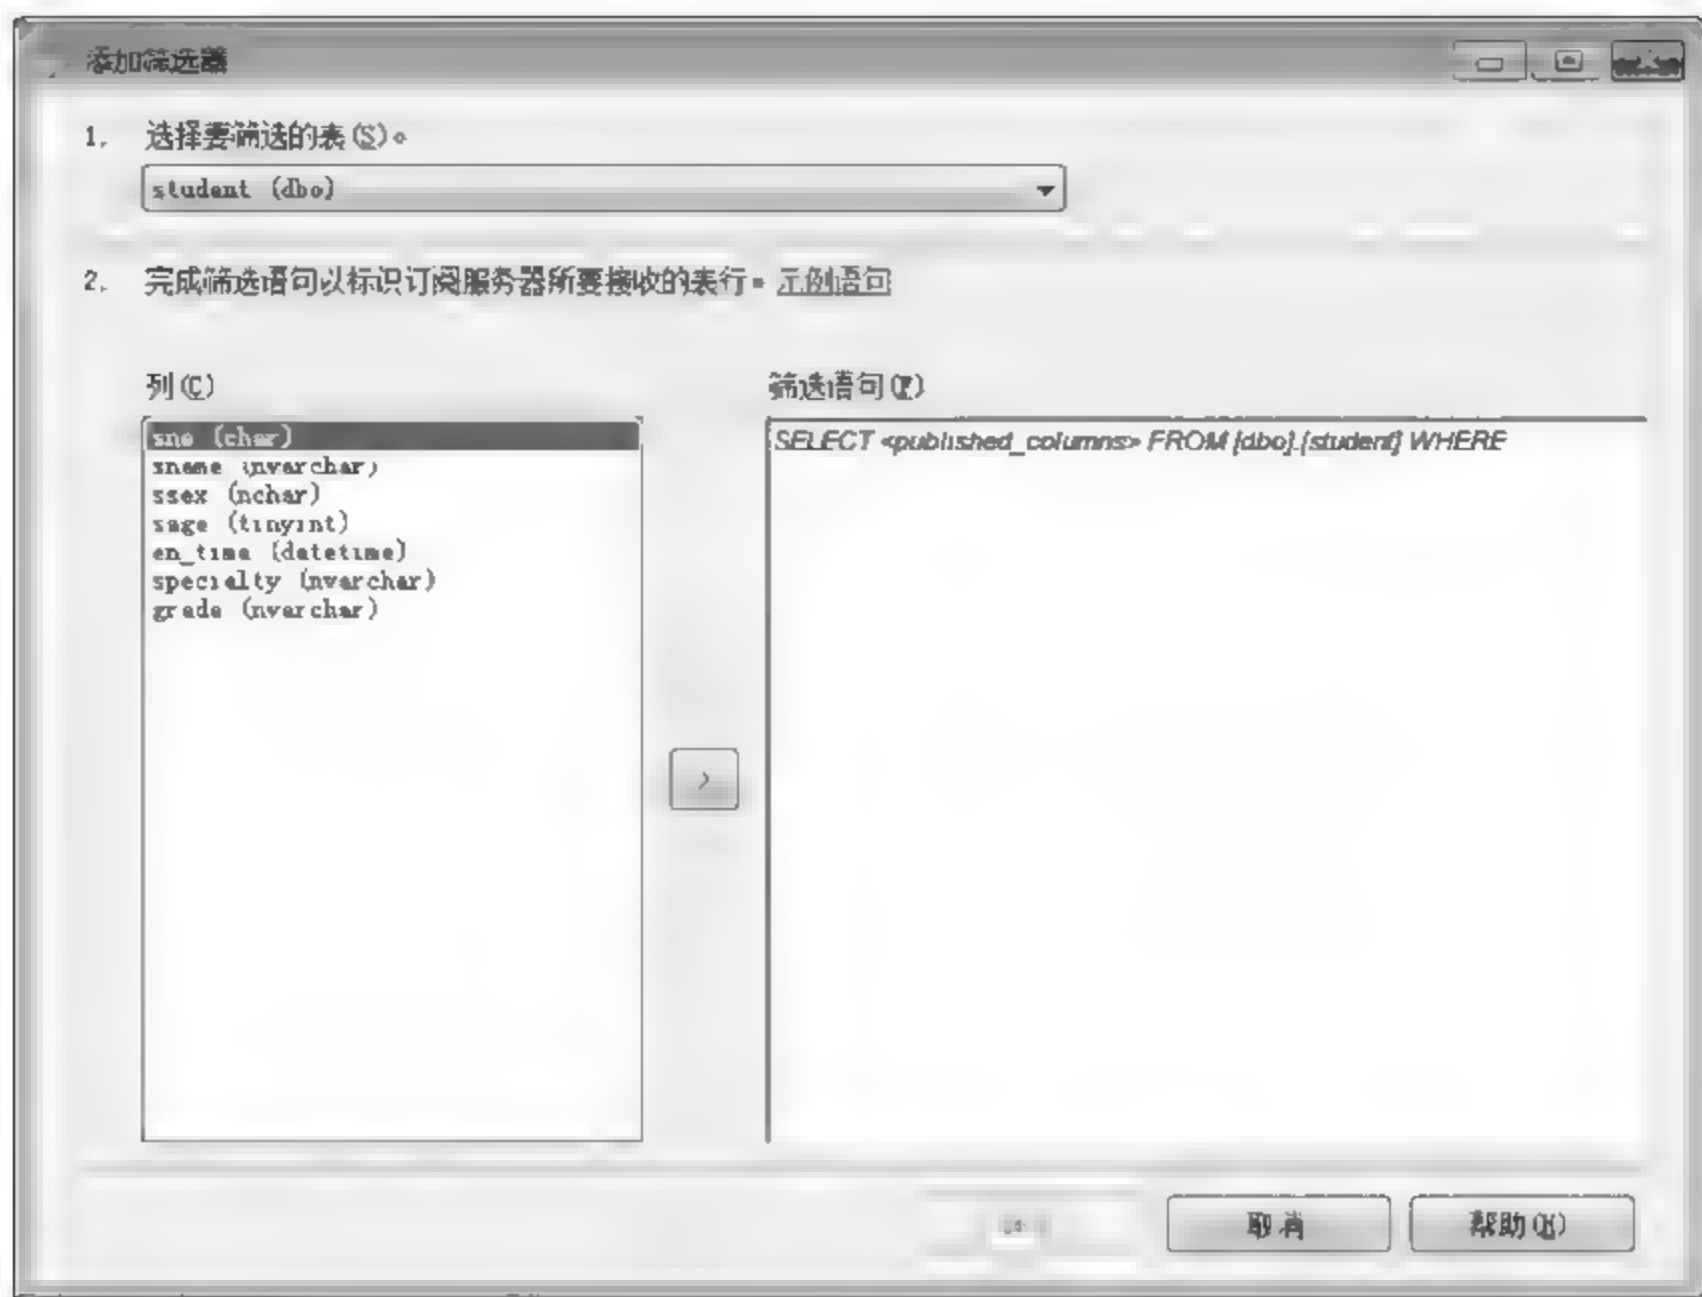 添加筛选器
1. 选择要筛选的表(S)。
student (dbo)
2. 完成筛选语句以标识订阅服务器所要接收的表行。 示例语句
列(C)
筛选语句(F)
sno (char)
sname (nvarchar)
ssex (nchar)
sage (tinyint)
en_time (datetime)
specialty (nvarchar)
grade (nvarchar)
SELECT <published_columns> FROM [dbo].[student] WHERE
>
取消
帮助(H)